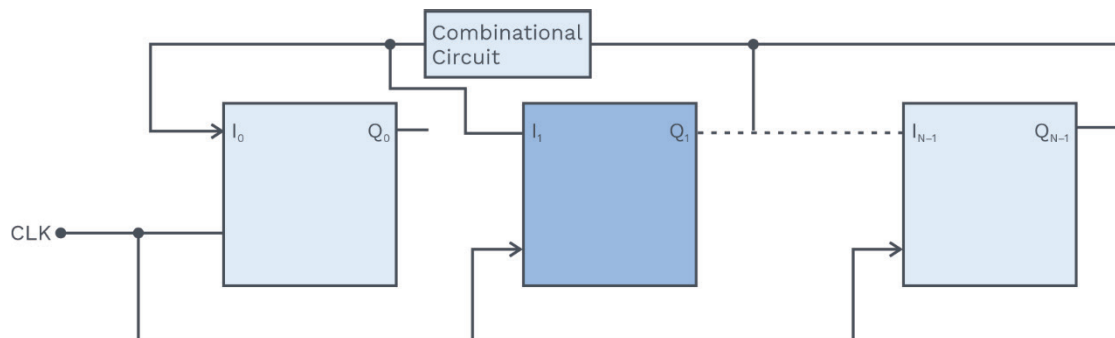 Combinational
Circuit
I₀ Q₀
I₁ Q₁
Iₙ₋₁ Qₙ₋₁
CLK